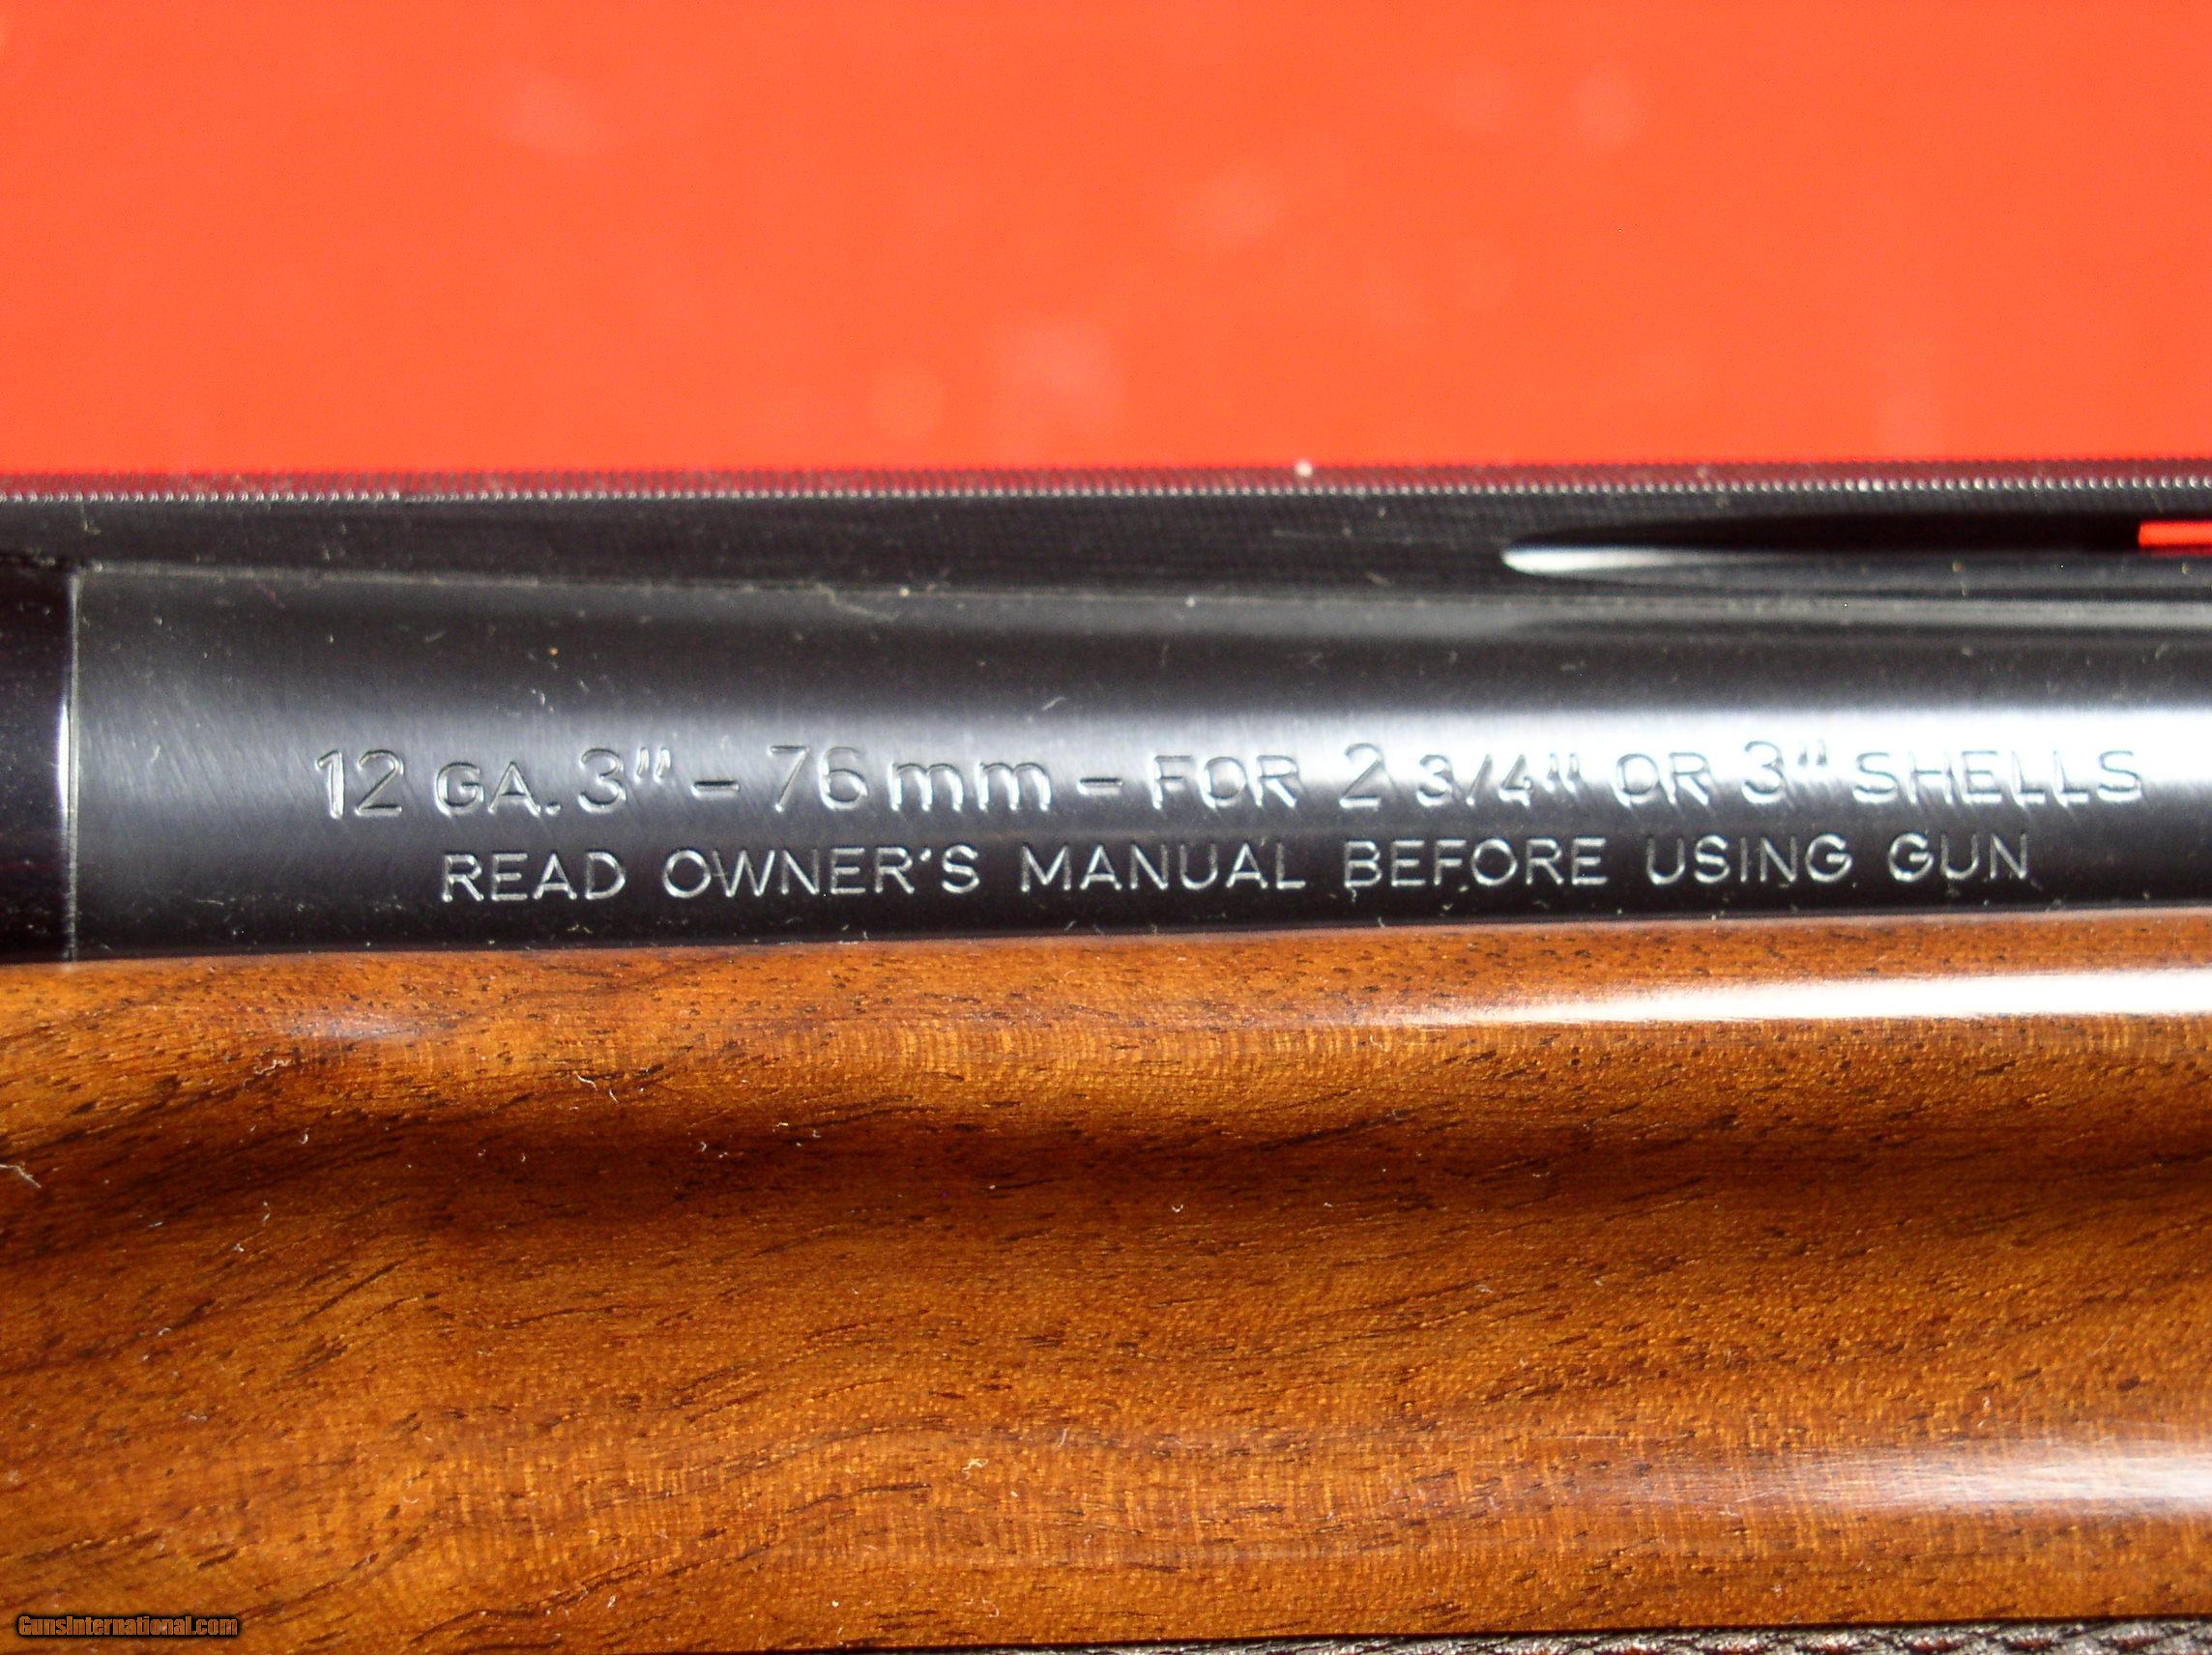 12 GA. 3" - 76mm - FOR 2 3/4" OR 3" SHELLS
READ OWNER'S MANUAL BEFORE USING GUN
GunsInternational.com